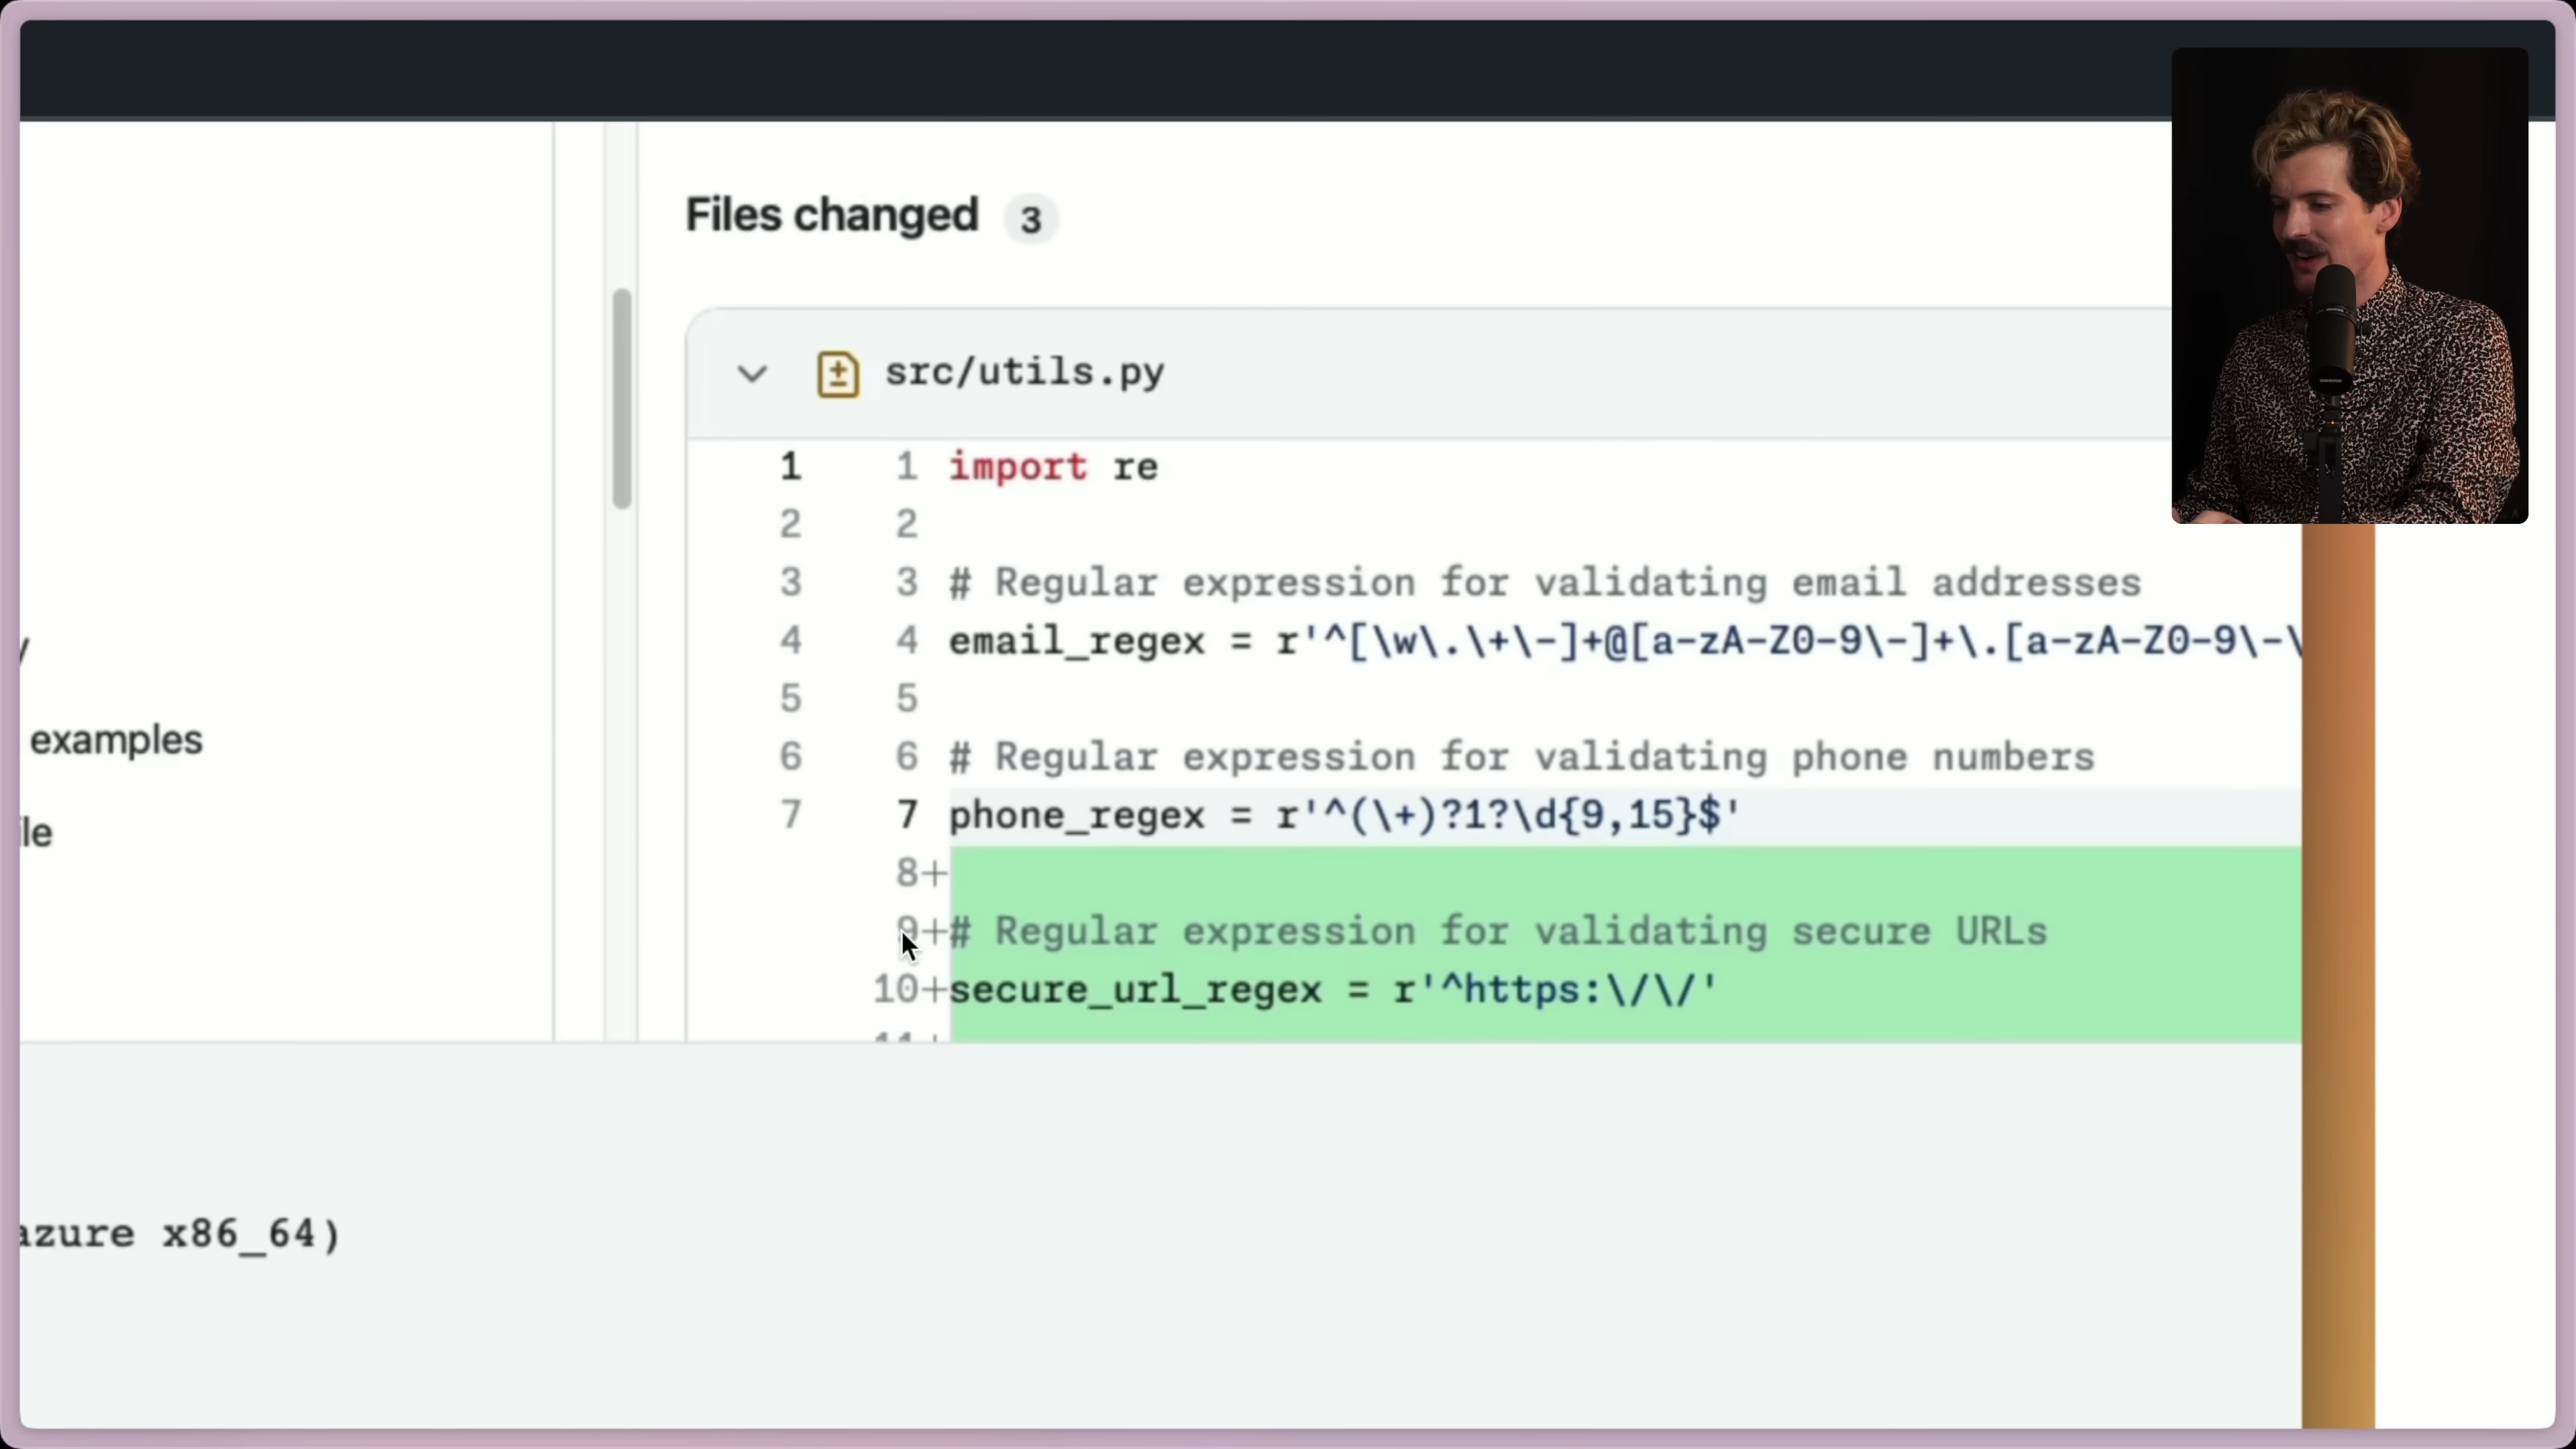 Files changed 3
src/utils.py
1 1 import re
2 2
3 3 # Regular expression for validating email addresses
4 4 email_regex = r'^[\w\.\+\-]+@[a-zA-Z0-9\-]+\.[a-zA-Z0-9\-\
5 5
6 6 # Regular expression for validating phone numbers
7 7 phone_regex = r'^(\+)?1?\d{9,15}$'
8+
9+# Regular expression for validating secure URLs
10+secure_url_regex = r'^https:\/\/'
/
examples
le
azure x86_64)